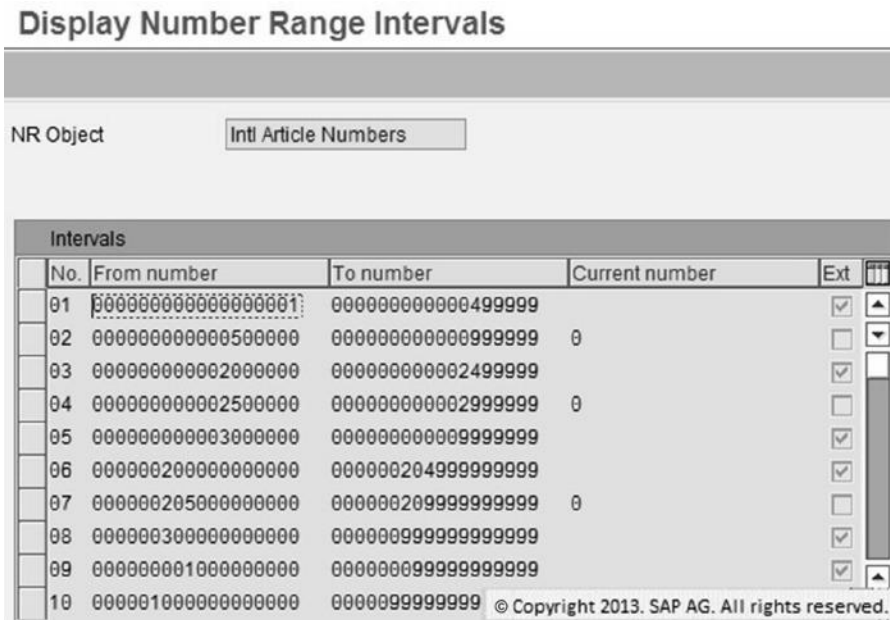 Display Number Range Intervals
NR Object Intl Article Numbers
Intervals
No. From number To number Current number Ext
01 000000000000000001 000000000000499999
02 000000000000500000 000000000000999999 0
03 000000000002000000 000000000002499999
04 000000000002500000 000000000002999999 0
05 000000000003000000 000000000009999999
06 000000200000000000 000000204999999999
07 000000205000000000 000000209999999999 0
08 000000300000000000 000000999999999999
09 000000001000000000 000000099999999999
10 000001000000000000 0000099999999
© Copyright 2013. SAP AG. All rights reserved.